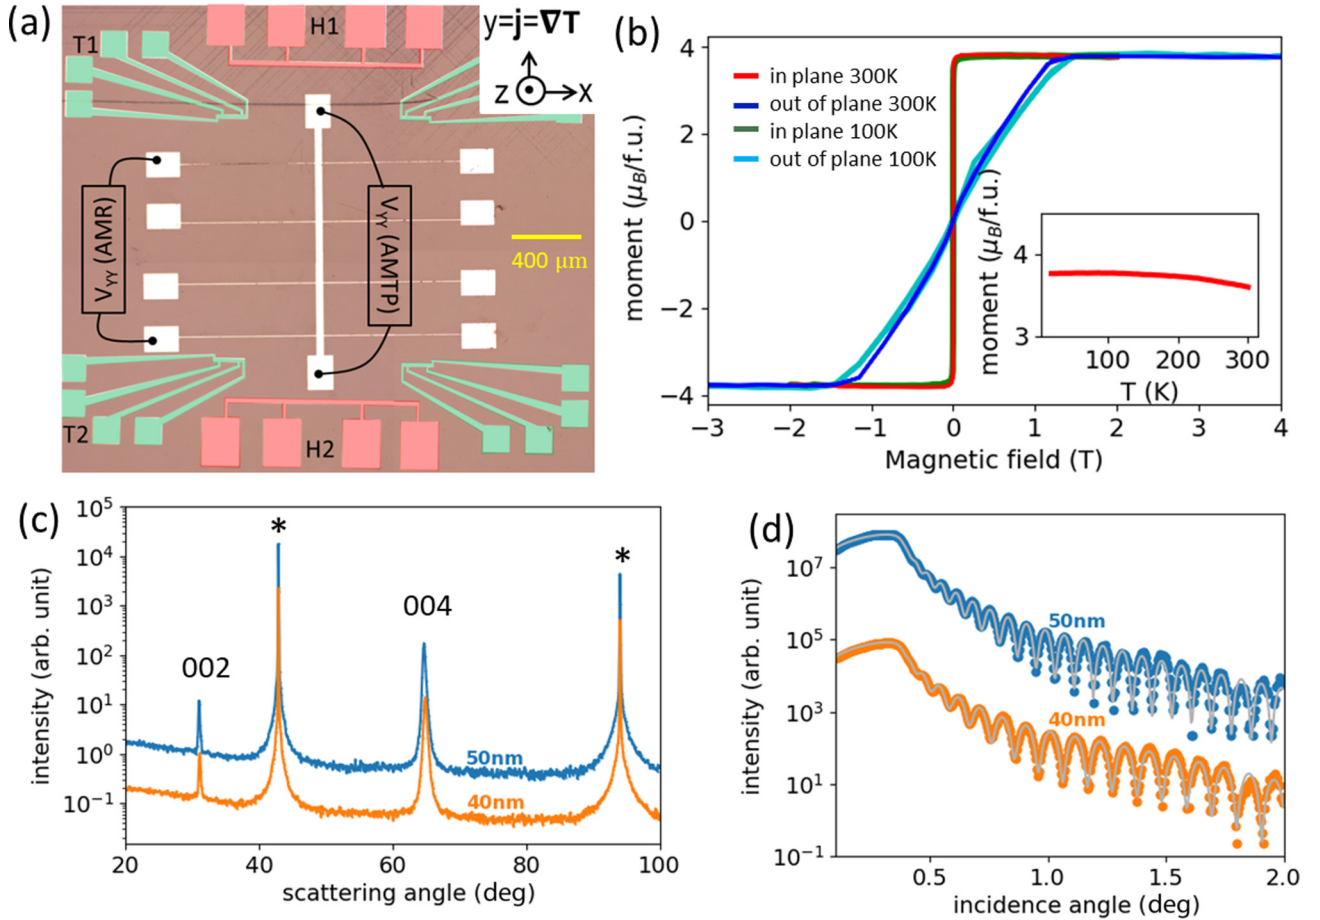 (a)
T1
H1
y=j=∇T
Z
X
V_YY (AMR)
V_YY (AMTP)
400 μm
T2
H2
(b)
in plane 300K
out of plane 300K
in plane 100K
out of plane 100K
moment (μ_B/f.u.)
4
2
0
−2
−4
−3
−2
−1
0
1
2
3
4
Magnetic field (T)
moment (μ_B/f.u.)
4
3
100
200
300
T (K)
(c)
intensity (arb. unit)
10^5
10^4
10^3
10^2
10^1
10^0
10^−1
002
*
004
*
50nm
40nm
20
40
60
80
100
scattering angle (deg)
(d)
intensity (arb. unit)
10^7
10^5
10^3
10^1
10^−1
50nm
40nm
0.5
1.0
1.5
2.0
incidence angle (deg)